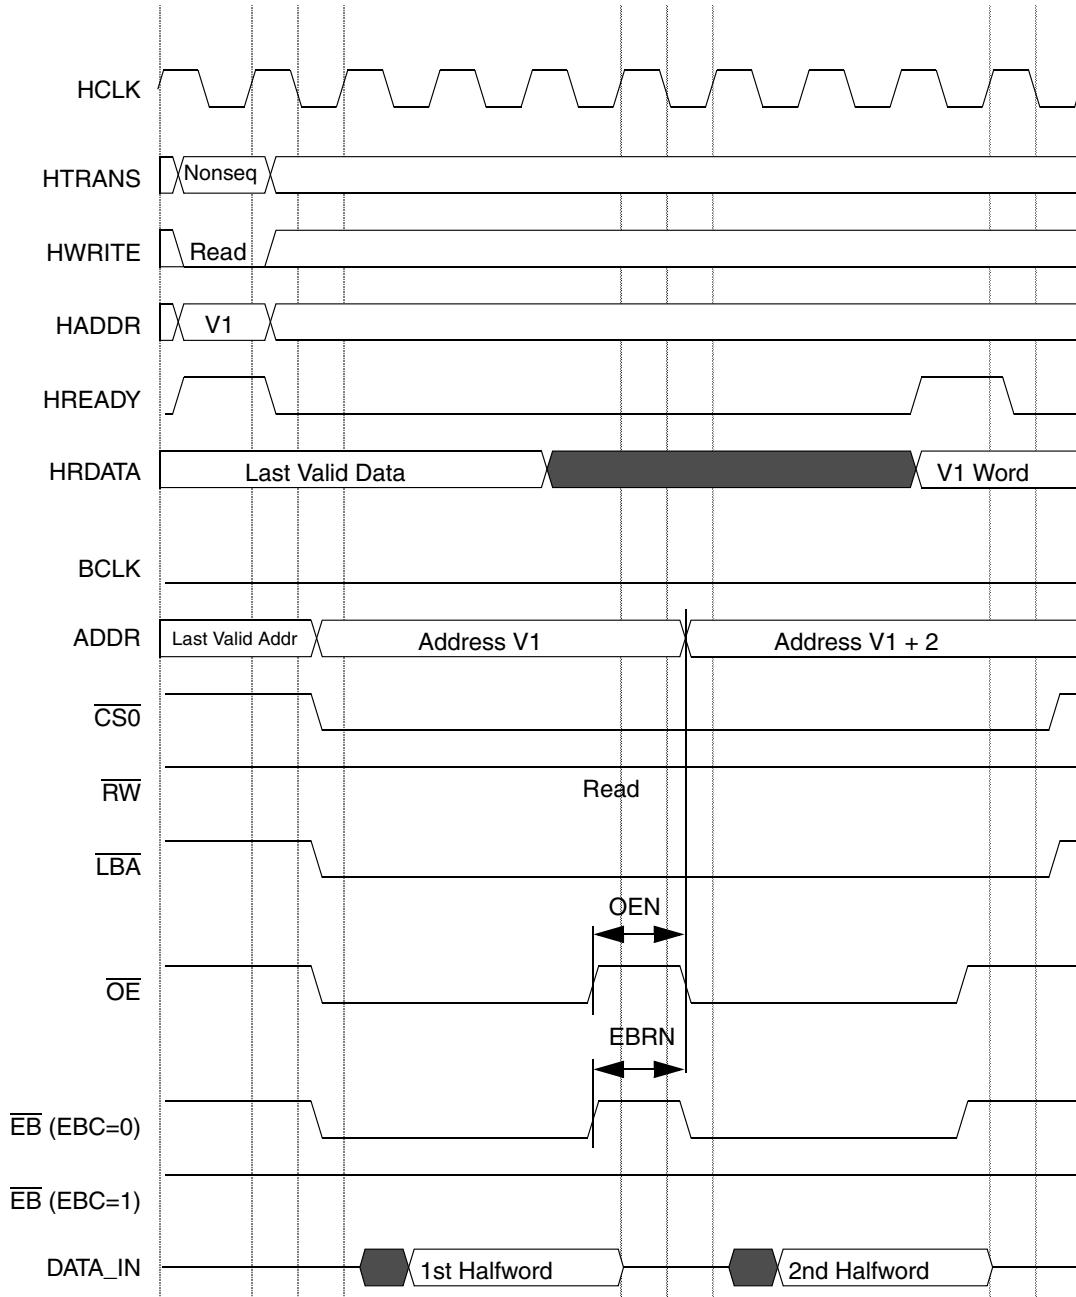 HCLK
HTRANS Nonseq
HWRITE Read
HADDR V1
HREADY
HRDATA Last Valid Data V1 Word
BCLK
ADDR Last Valid Addr Address V1 Address V1 + 2
CS0
RW
Read
LBA
OEN
OE
EBRN
EB (EBC=0)
EB (EBC=1)
DATA_IN 1st Halfword 2nd Halfword